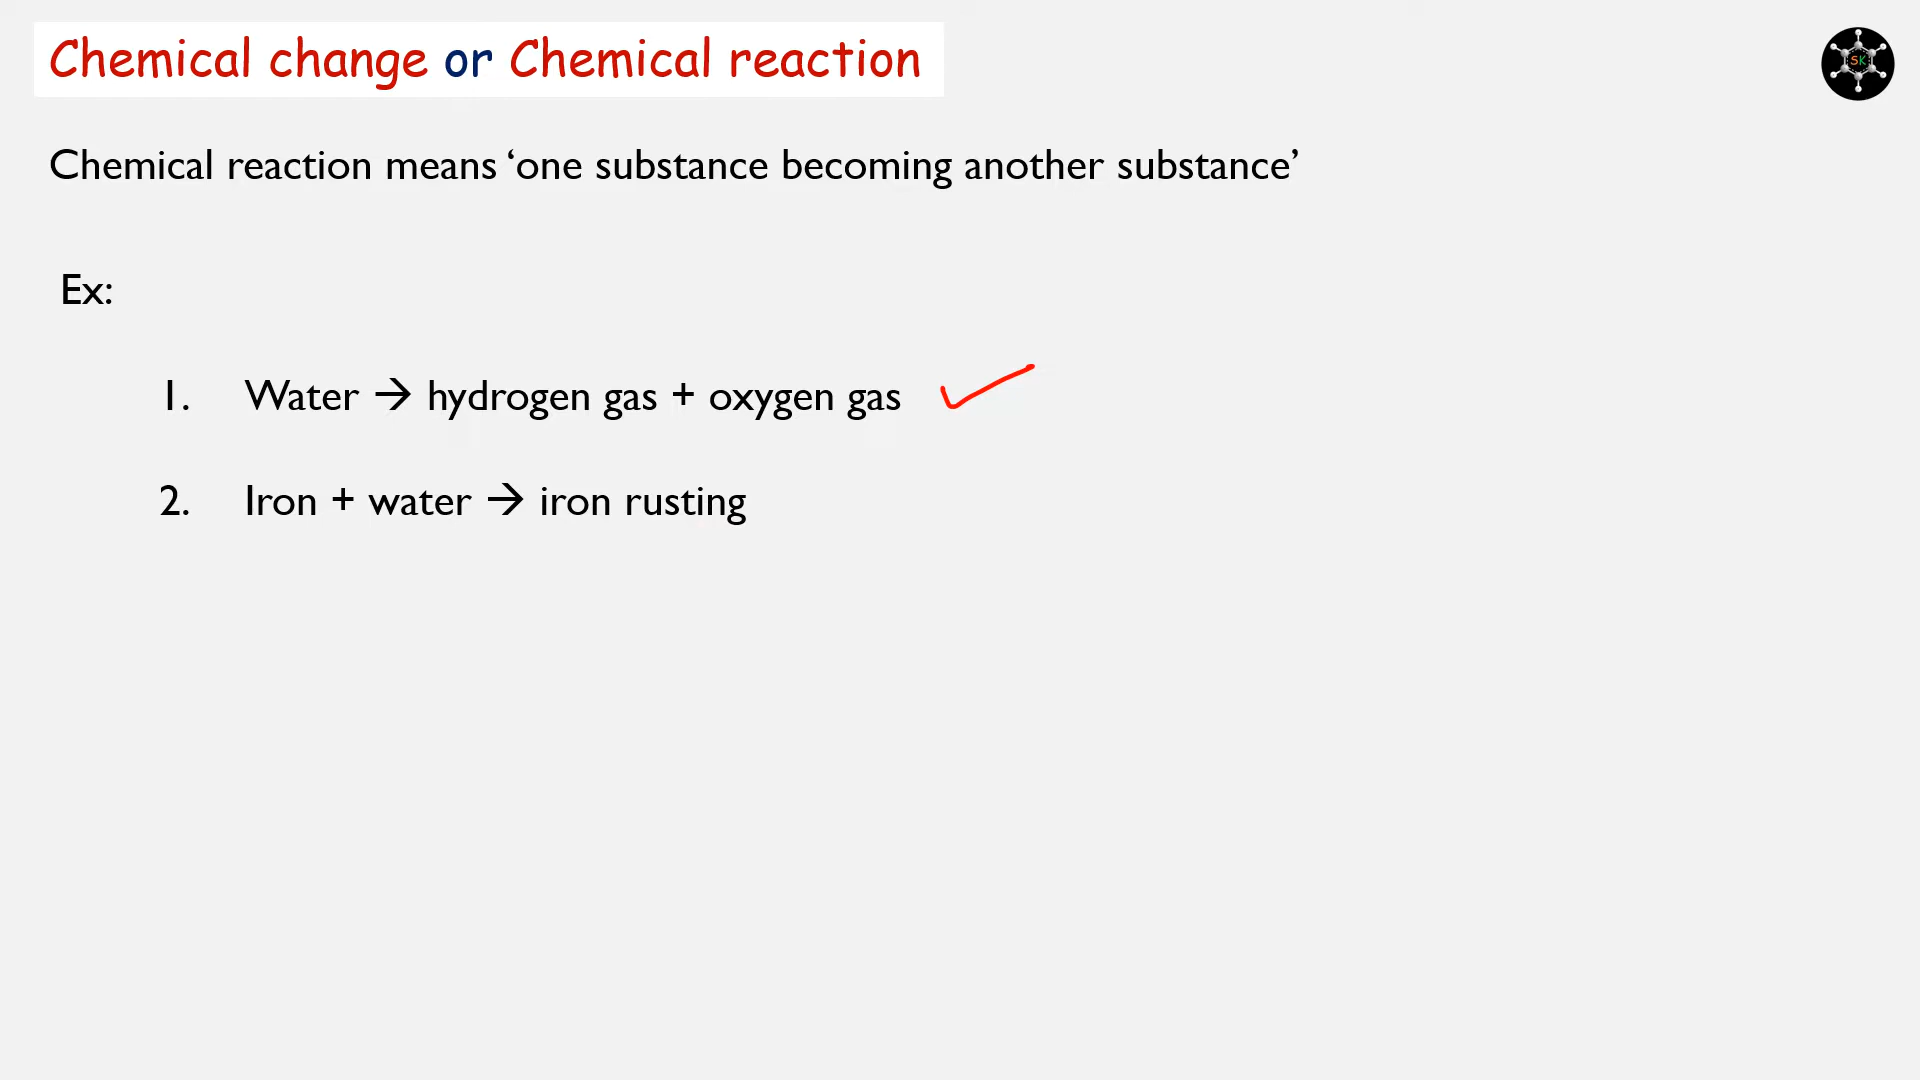 Chemical change or Chemical reaction
SK
Chemical reaction means ‘one substance becoming another substance’
Ex:
1. Water → hydrogen gas + oxygen gas
2. Iron + water → iron rusting